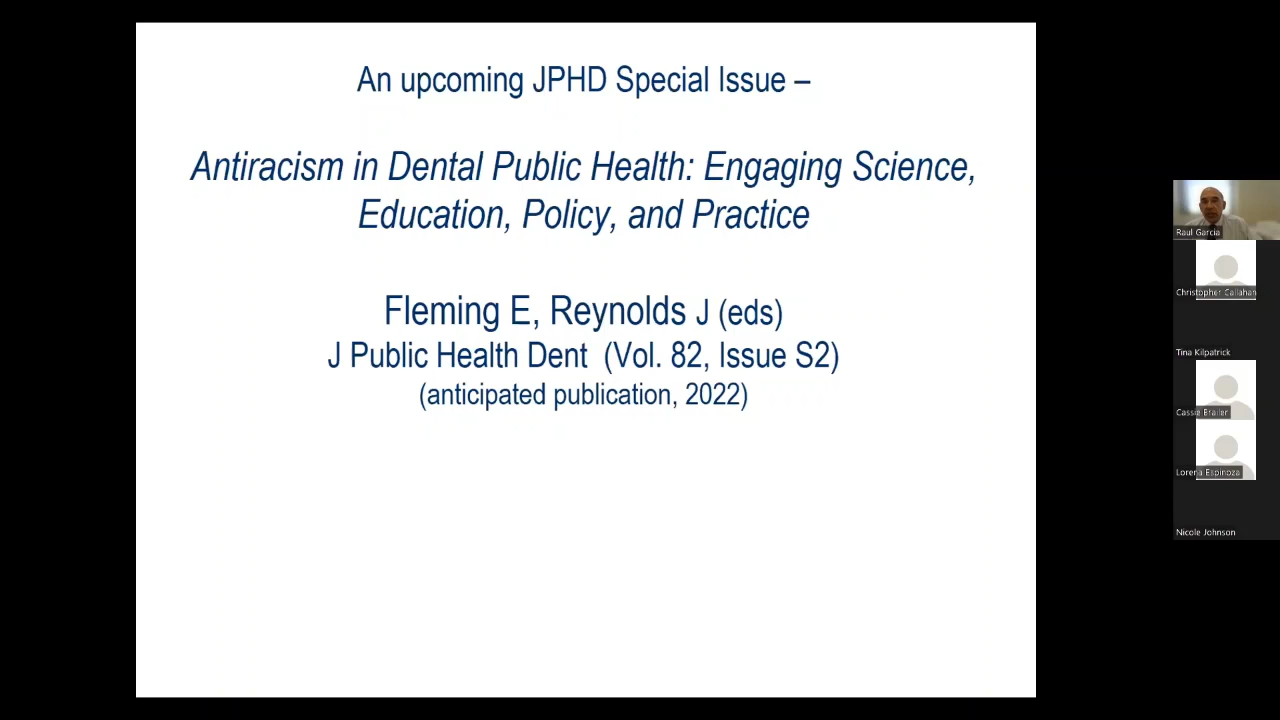 An upcoming JPHD Special Issue –
Antiracism in Dental Public Health: Engaging Science,
Education, Policy, and Practice
Fleming E, Reynolds J (eds)
J Public Health Dent (Vol. 82, Issue S2)
(anticipated publication, 2022)
Raul Garcia
Christopher Callahan
Tina Kilpatrick
Cassie Brailer
Lorena Espinoza
Nicole Johnson